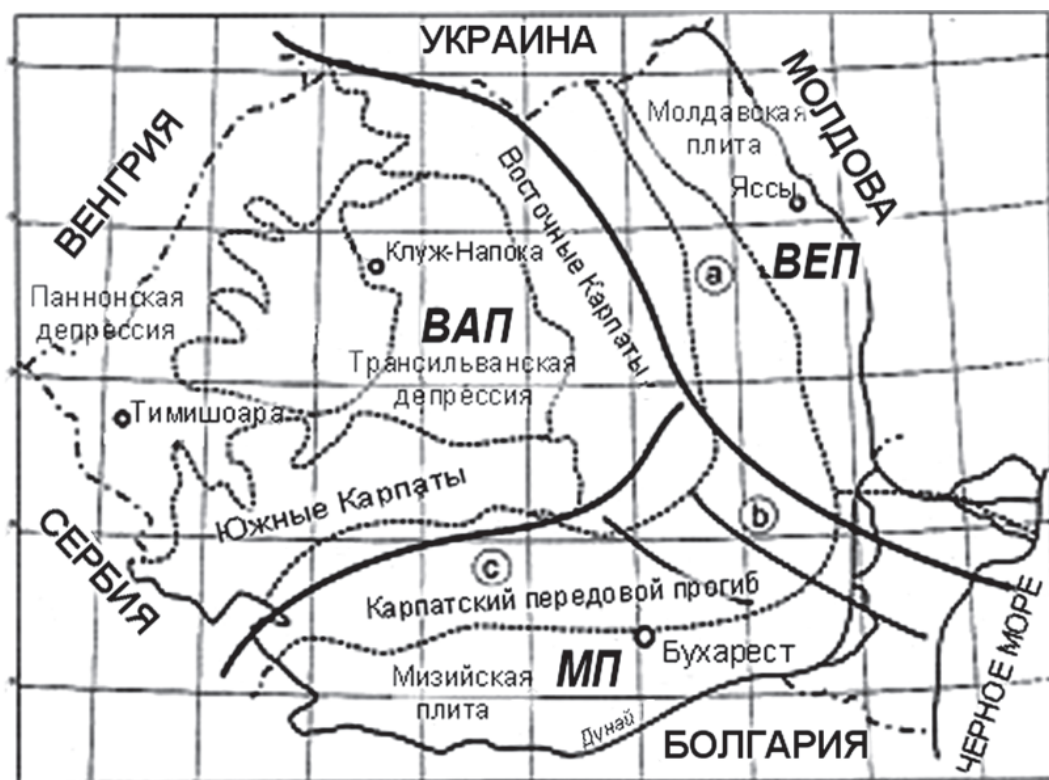 УКРАИНА
МОЛДОВА
ВЕНГРИЯ
Молдавская
плита
Яссы
Восточные Карпаты
Клуж-Напока
a
ВЕП
Паннонская
депрессия
ВАП
Трансильванская
депрессия
Тимишоара
Южные Карпаты
b
СЕРБИЯ
c
Карпатский передовой прогиб
Бухарест
МП
Мизийская
плита
Дунай
БОЛГАРИЯ
ЧЕРНОЕ МОРЕ